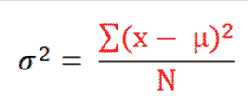 σ² = ∑(x − μ)² / N